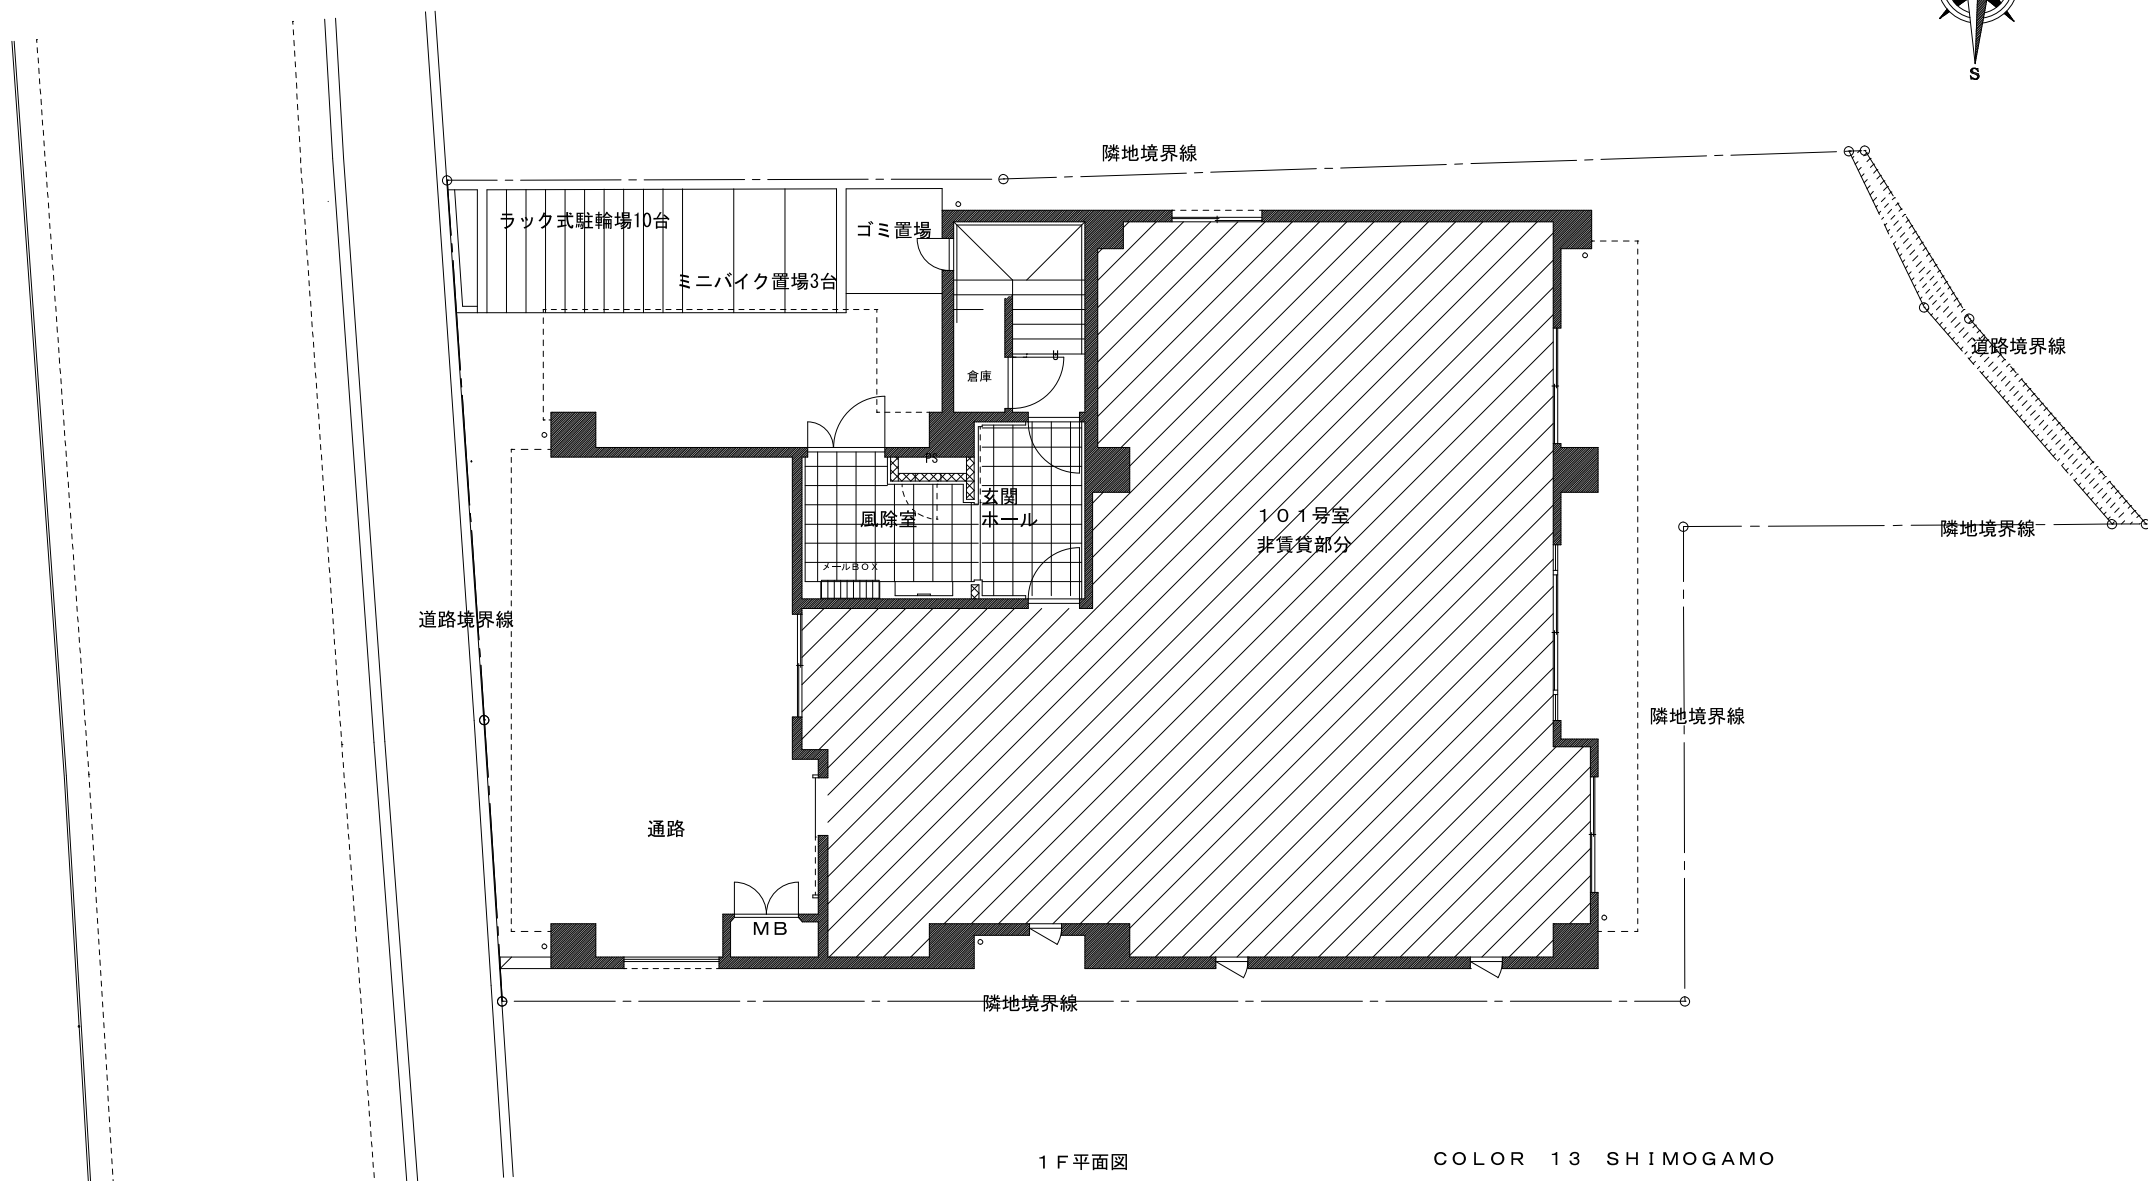 S
隣地境界線
ラック式駐輪場10台
ゴミ置場
ミニバイク置場3台
道路境界線
倉庫
PS
玄関
ホール
風除室
１０１号室
非賃貸部分
隣地境界線
メールＢＯＸ
道路境界線
隣地境界線
通路
ＭＢ
隣地境界線
１Ｆ平面図
ＣＯＬＯＲ　１３　ＳＨＩＭＯＧＡＭＯ